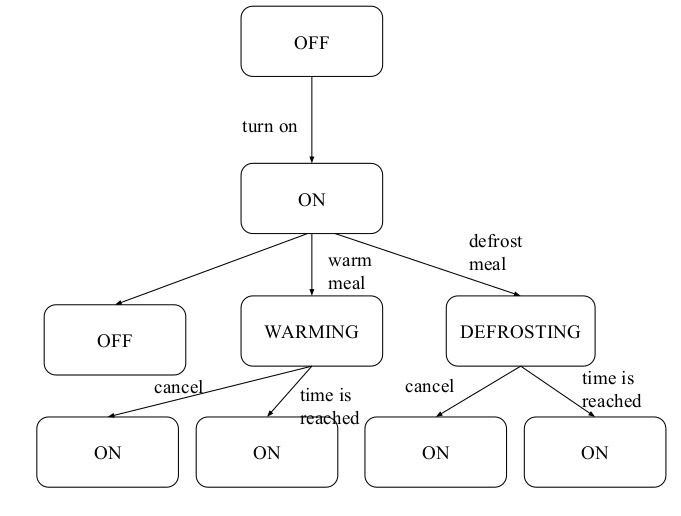 OFF
turn on
ON
warm
meal
defrost
meal
OFF
WARMING
DEFROSTING
cancel
time is
reached
cancel
time is
reached
ON
ON
ON
ON